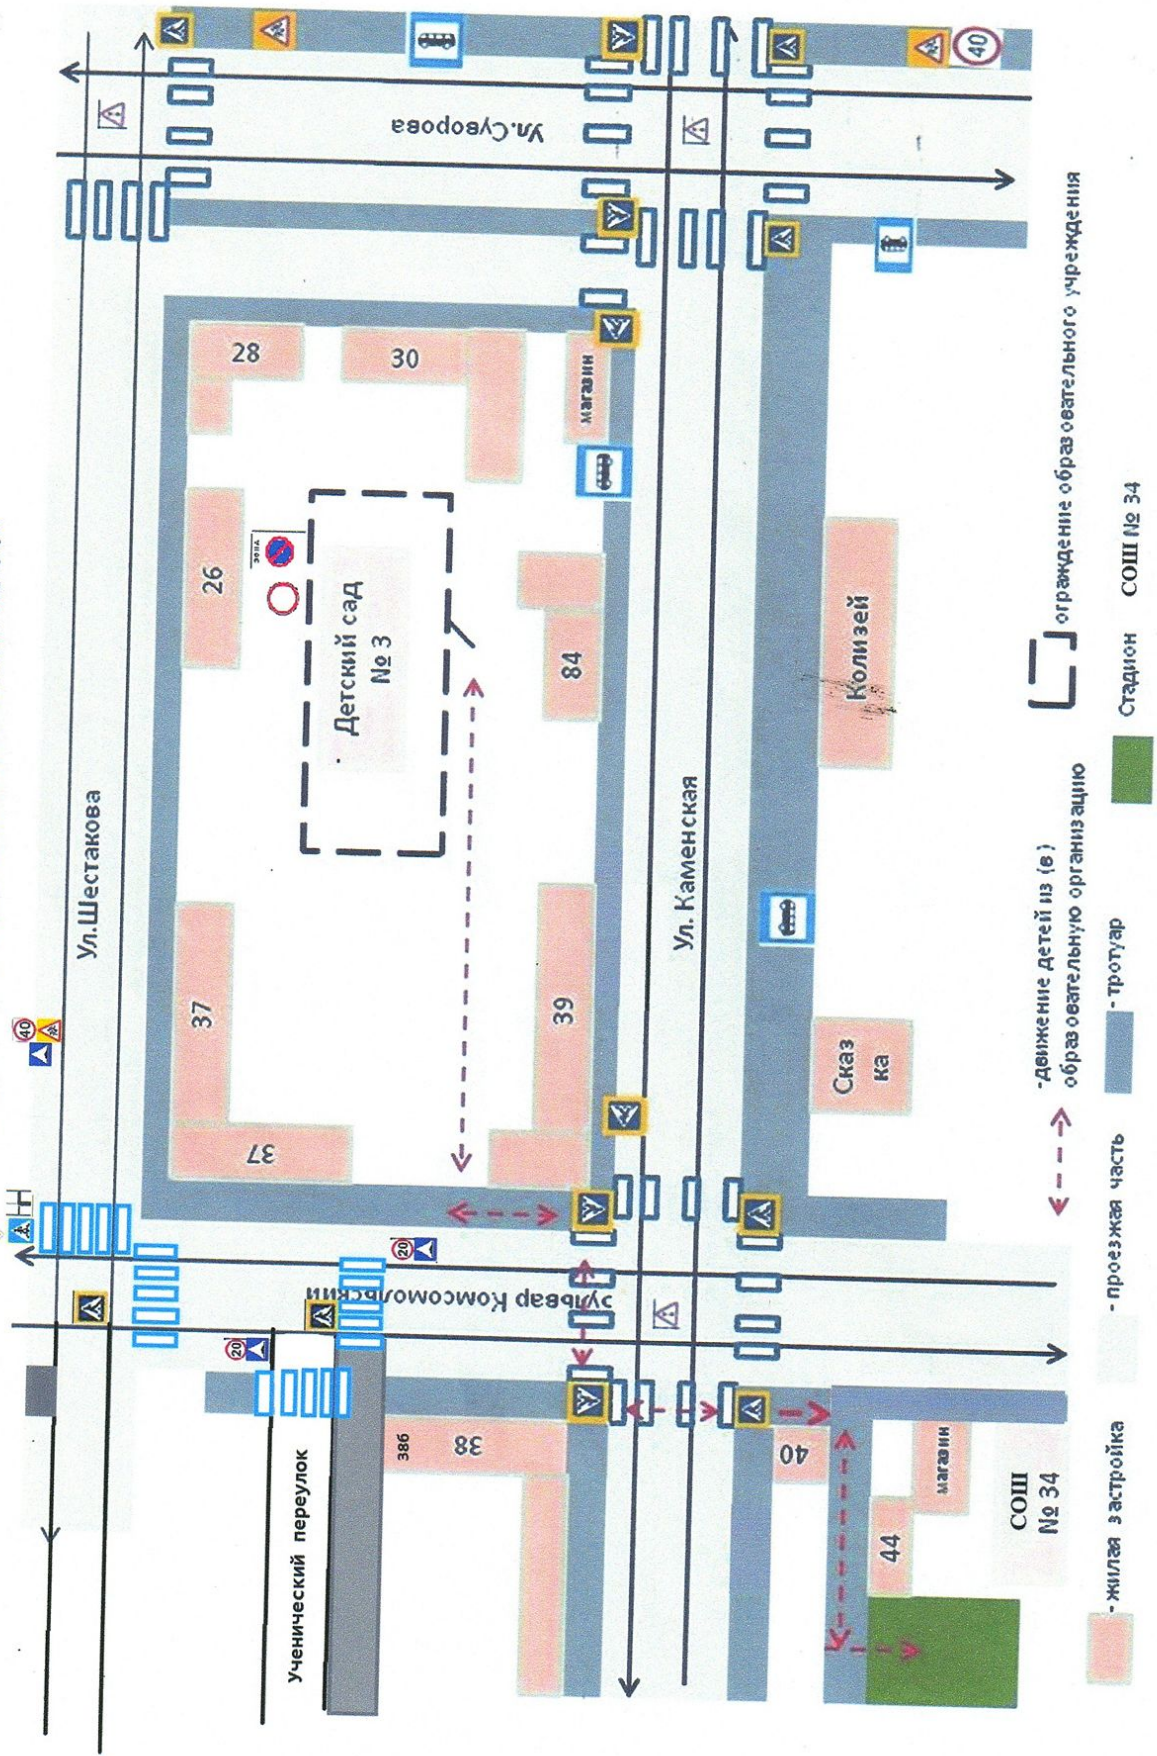 Ул.Шестакова
Ул.Суворова
Ул. Каменская
зульвар Комсомольский
Ученический переулок
Детский сад
№ 3
28
30
магазин
26
ЗОНА
84
37
37
39
Колизей
Сказ
ка
38б
38
40
44
магазин
СОШ
№ 34
40
40
20
20
ограждение образовательного учреждения
-движение детей из (в)
образовательную организацию
Стадион СОШ № 34
- жилая застройка
- проезжая часть
- тротуар